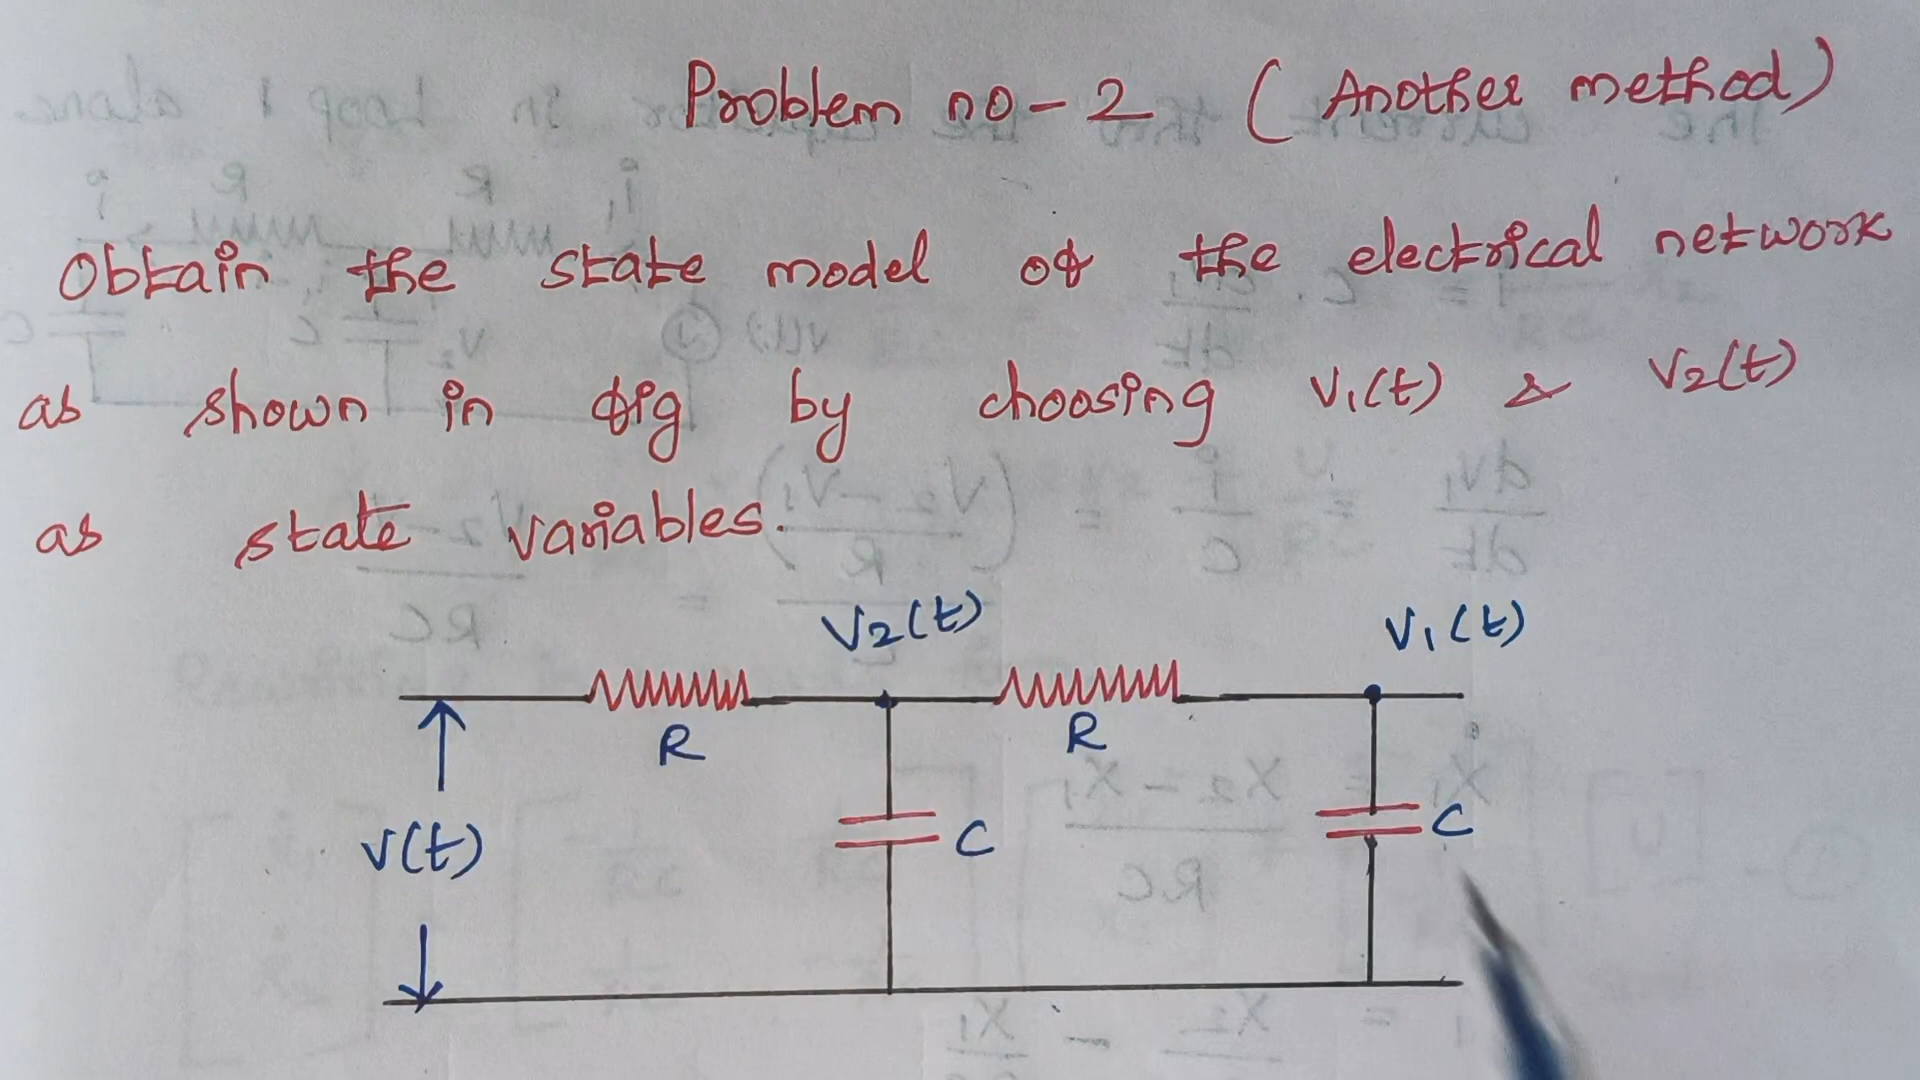 Problem no-2 (Another method)
Obtain the state model of the electrical network
as shown in fig by choosing V1(t) & V2(t)
as state variables.
V2(t) V1(t)
R R
V(t) C C